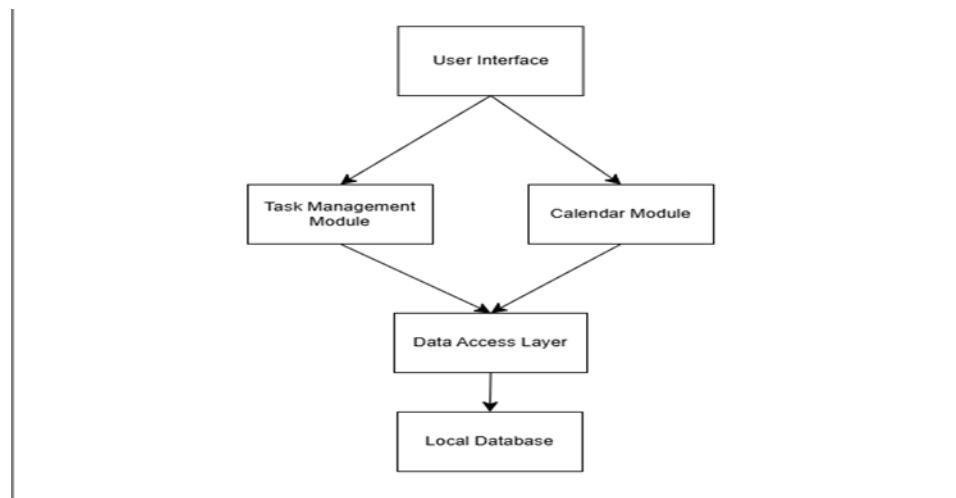 User Interface
Task Management
Module
Calendar Module
Data Access Layer
Local Database